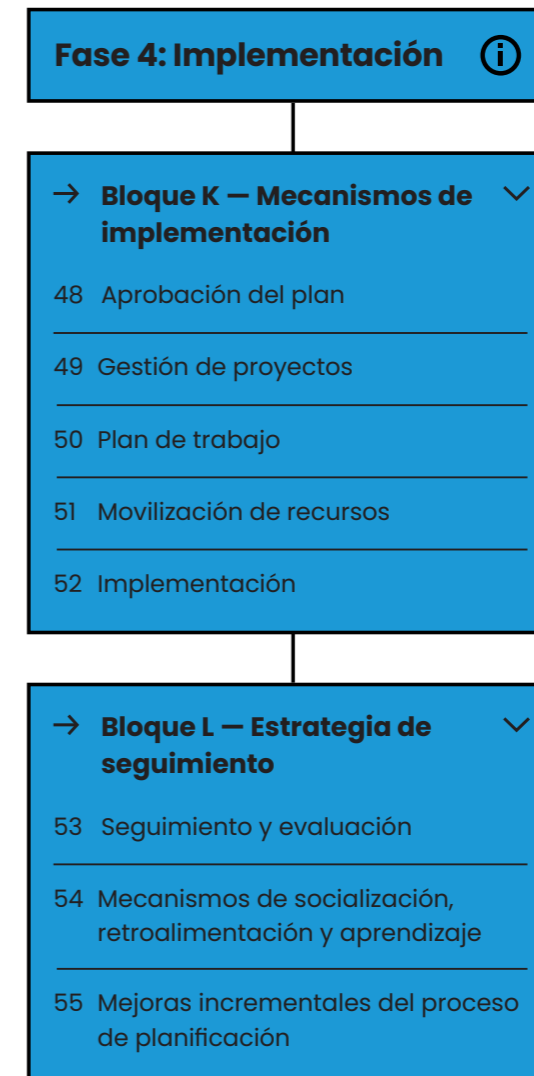 Fase 4: Implementación
→ Bloque K — Mecanismos de
implementación
48 Aprobación del plan
49 Gestión de proyectos
50 Plan de trabajo
51 Movilización de recursos
52 Implementación
→ Bloque L — Estrategia de
seguimiento
53 Seguimiento y evaluación
54 Mecanismos de socialización,
retroalimentación y aprendizaje
55 Mejoras incrementales del proceso
de planificación